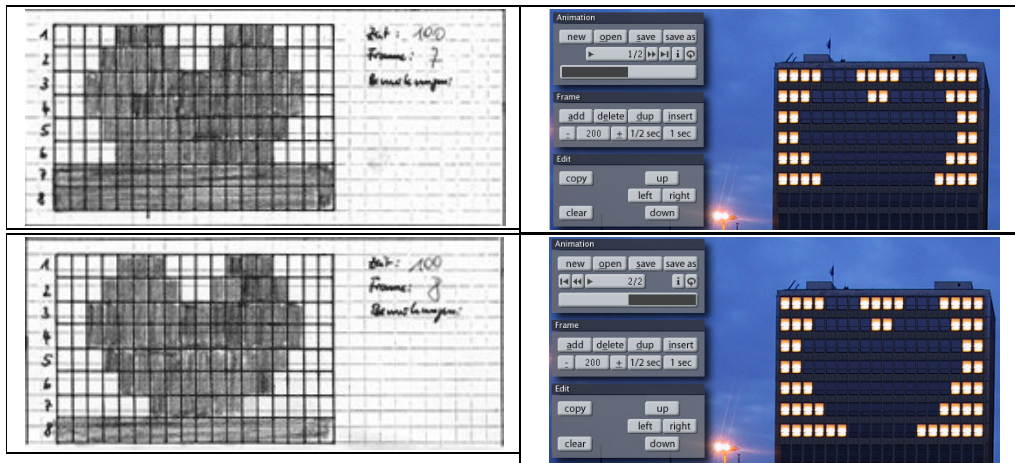 1
2
3
4
5
6
7
8
Zeit: 100
Frame: 7
Bemerkungen:
Animation
new open save save as
1/2 i
Frame
add delete dup insert
- 200 + 1/2 sec 1 sec
Edit
copy up
left right
clear down
1
2
3
4
5
6
7
8
Zeit: 100
Frame: 8
Bemerkungen:
Animation
new open save save as
2/2 i
Frame
add delete dup insert
- 200 + 1/2 sec 1 sec
Edit
copy up
left right
clear down